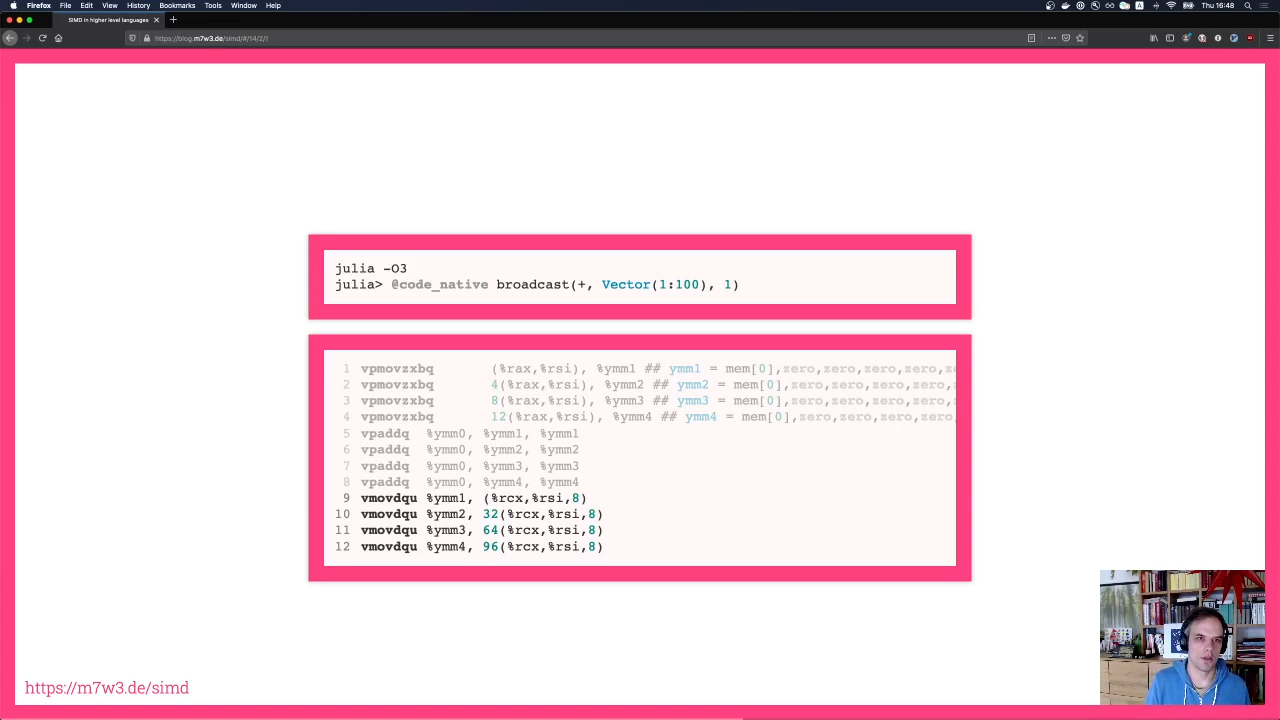 Firefox File Edit View History Bookmarks Tools Window Help Thu 16:48
SIMD in higher level languages
https://blog.m7w3.de/simd/#/14/2/1
julia -O3
julia> @code_native broadcast(+, Vector(1:100), 1)
1 vpmovzxbq (%rax,%rsi), %ymm1 ## ymm1 = mem[0],zero,zero,zero,zero,ze
2 vpmovzxbq 4(%rax,%rsi), %ymm2 ## ymm2 = mem[0],zero,zero,zero,zero,
3 vpmovzxbq 8(%rax,%rsi), %ymm3 ## ymm3 = mem[0],zero,zero,zero,zero,
4 vpmovzxbq 12(%rax,%rsi), %ymm4 ## ymm4 = mem[0],zero,zero,zero,zero,
5 vpaddq %ymm0, %ymm1, %ymm1
6 vpaddq %ymm0, %ymm2, %ymm2
7 vpaddq %ymm0, %ymm3, %ymm3
8 vpaddq %ymm0, %ymm4, %ymm4
9 vmovdqu %ymm1, (%rcx,%rsi,8)
10 vmovdqu %ymm2, 32(%rcx,%rsi,8)
11 vmovdqu %ymm3, 64(%rcx,%rsi,8)
12 vmovdqu %ymm4, 96(%rcx,%rsi,8)
https://m7w3.de/simd